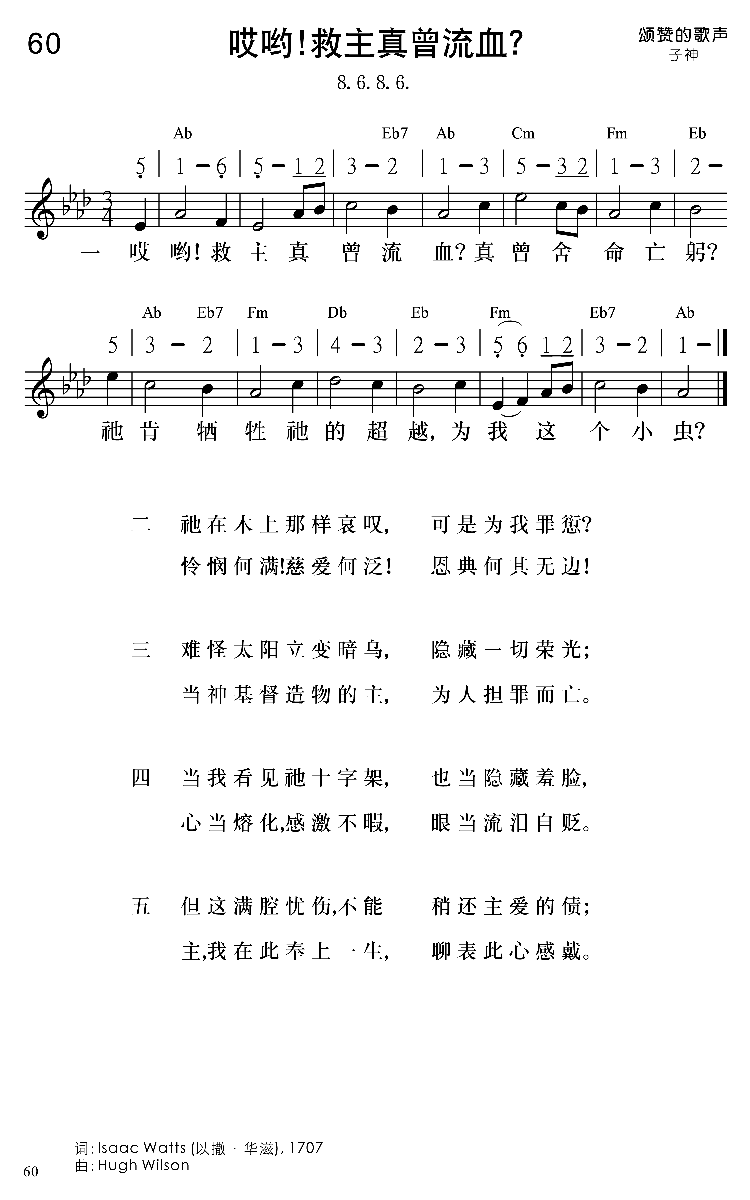 60
哎哟!救主真曾流血?
颂赞的歌声
子神
8. 6. 8. 6.
Ab Eb7 Ab Cm Fm Eb
5 | 1 – 6 | 5 – 1 2 | 3 – 2 | 1 – 3 | 5 – 3 2 | 1 – 3 | 2 –
3
4
一 哎哟!救主真曾流血?真曾舍命亡躬?
Ab Eb7 Fm Db Eb Fm Eb7 Ab
5 | 3 – 2 | 1 – 3 | 4 – 3 | 2 – 3 | 5 6 1 2 | 3 – 2 | 1 –
祂肯牺牲祂的超越,为我这个小虫?
二 祂在木上那样哀叹, 可是为我罪愆?
怜悯何满!慈爱何泛! 恩典何其无边!
三 难怪太阳立变暗乌, 隐藏一切荣光;
当神基督造物的主, 为人担罪而亡。
四 当我看见祂十字架, 也当隐藏羞脸,
心当熔化,感激不暇, 眼当流泪自贬。
五 但这满腔忧伤,不能 稍还主爱的债;
主,我在此奉上一生, 聊表此心感戴。
词: Isaac Watts (以撒 · 华滋), 1707
曲: Hugh Wilson
60